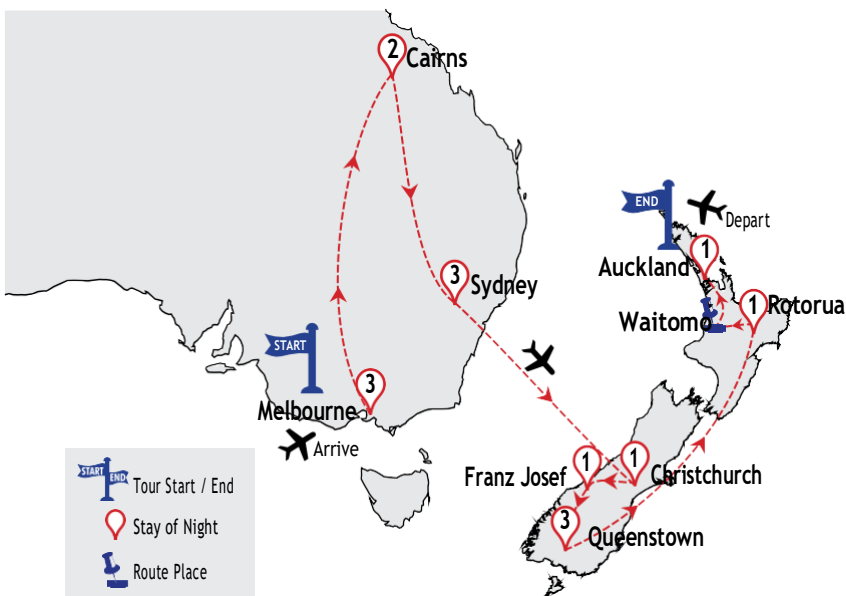 2
Cairns
3
Sydney
START
3
Melbourne
Arrive
END
Depart
1
Auckland
1
Rotorua
Waitomo
1
Franz Josef
1
Christchurch
3
Queenstown
START
END
Tour Start / End
1
Stay of Night
Route Place